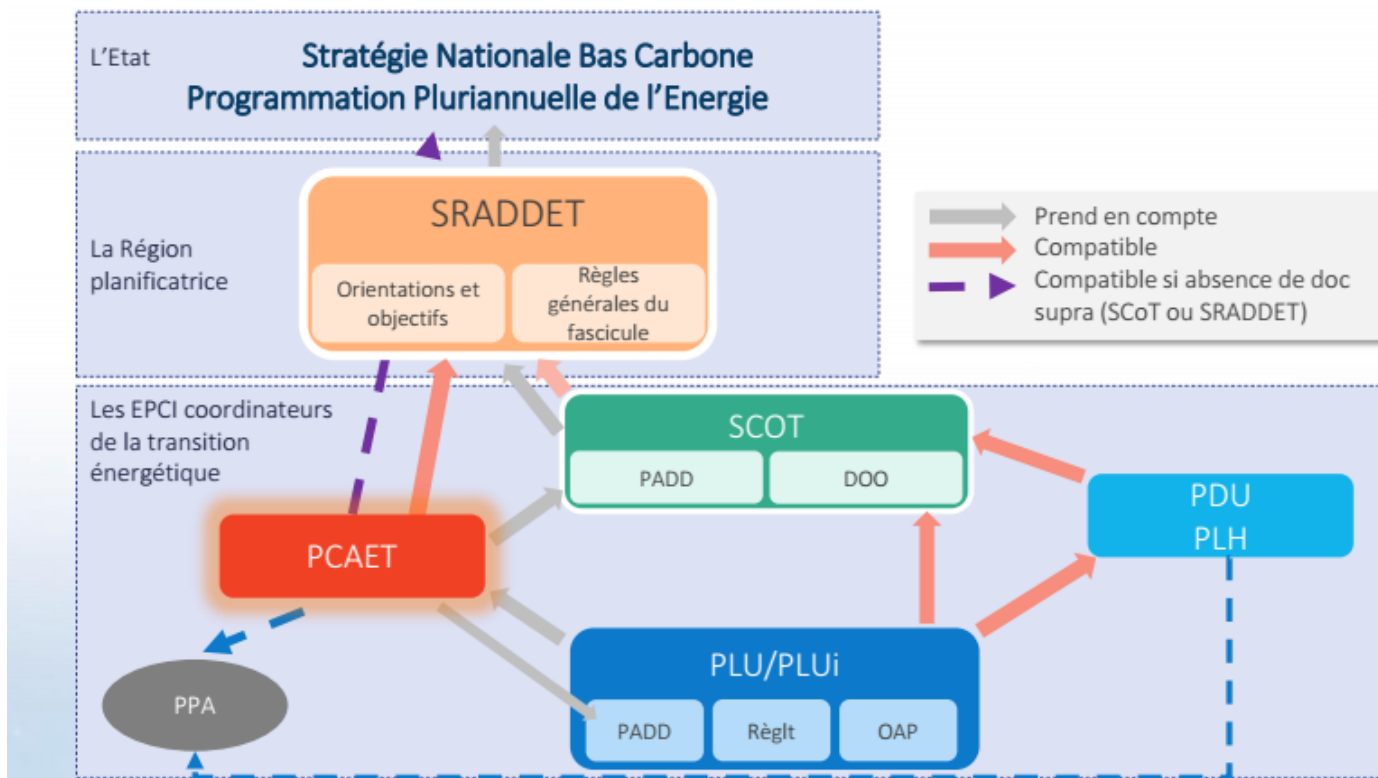 L'Etat
Stratégie Nationale Bas Carbone
Programmation Pluriannuelle de l'Energie
La Région
planificatrice
SRADDET
Orientations et
objectifs
Règles
générales du
fascicule
Prend en compte
Compatible
Compatible si absence de doc
supra (SCoT ou SRADDET)
Les EPCI coordinateurs
de la transition
énergétique
SCOT
PADD
DOO
PDU
PLH
PCAET
PPA
PLU/PLUi
PADD
Règlt
OAP